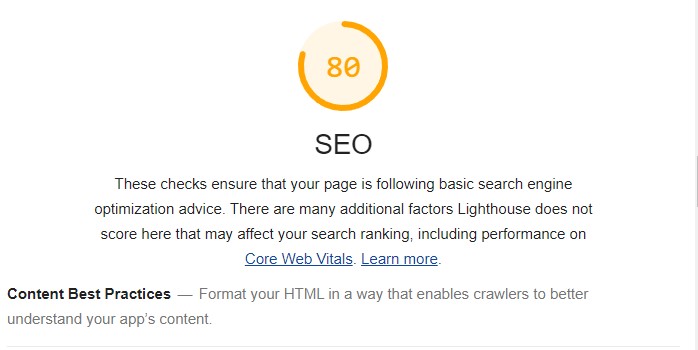 80
SEO
These checks ensure that your page is following basic search engine
optimization advice. There are many additional factors Lighthouse does not
score here that may affect your search ranking, including performance on
Core Web Vitals. Learn more.
Content Best Practices — Format your HTML in a way that enables crawlers to better
understand your app’s content.